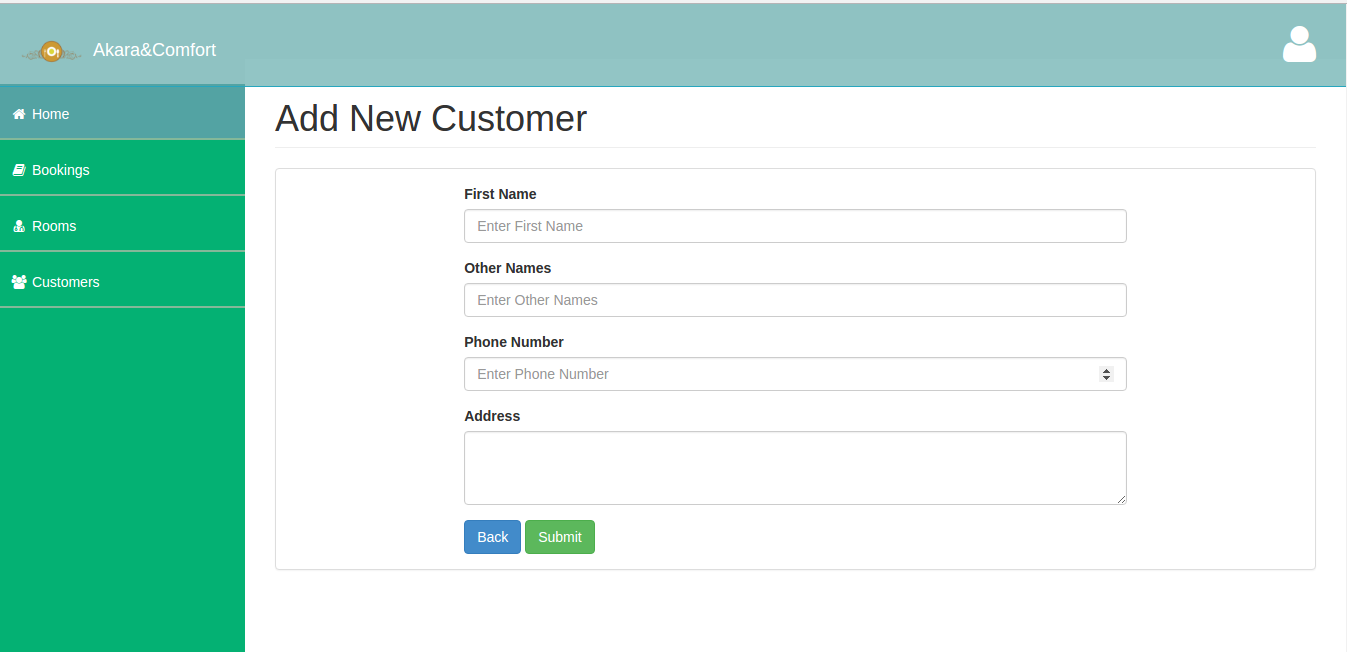 Akara&Comfort
Home
Bookings
Rooms
Customers
Add New Customer
First Name
Enter First Name
Other Names
Enter Other Names
Phone Number
Enter Phone Number
Address
Back Submit